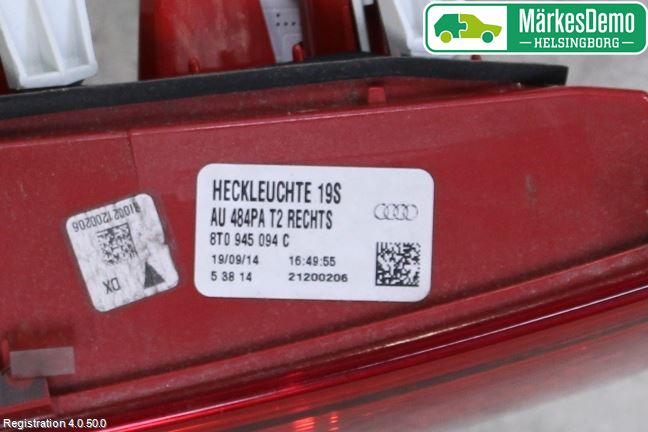 MärkesDemo
HELSINGBORG
HECKLEUCHTE 19S
AU 484PA T2 RECHTS
8T0 945 094 C
19/09/14 16:49:55
5 38 14 21200206
DX
Registration 4.0.50.0